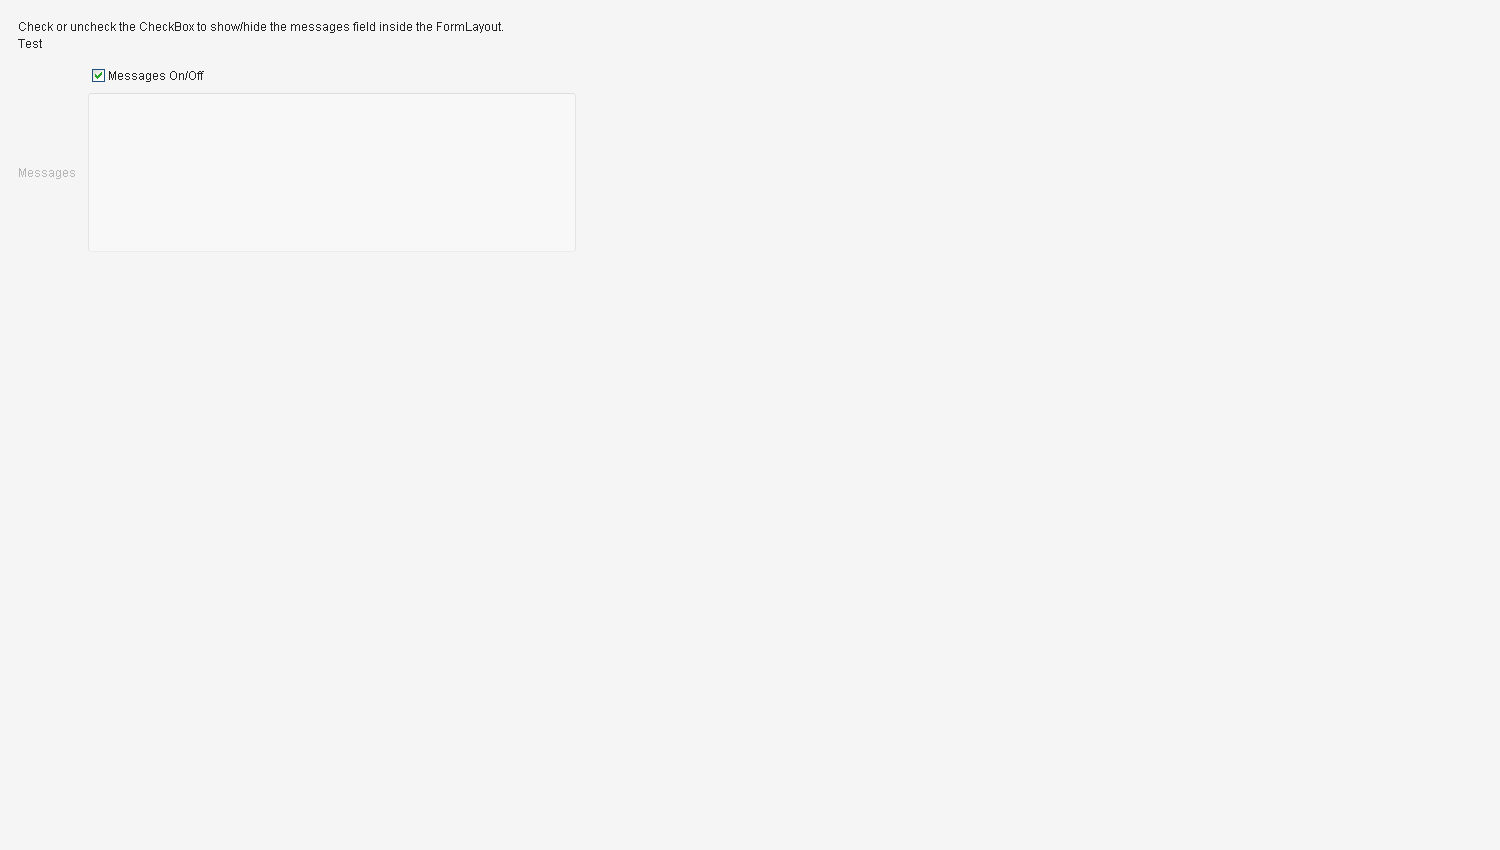 Check or uncheck the CheckBox to show/hide the messages field inside the FormLayout.
Test
Messages On/Off
Messages